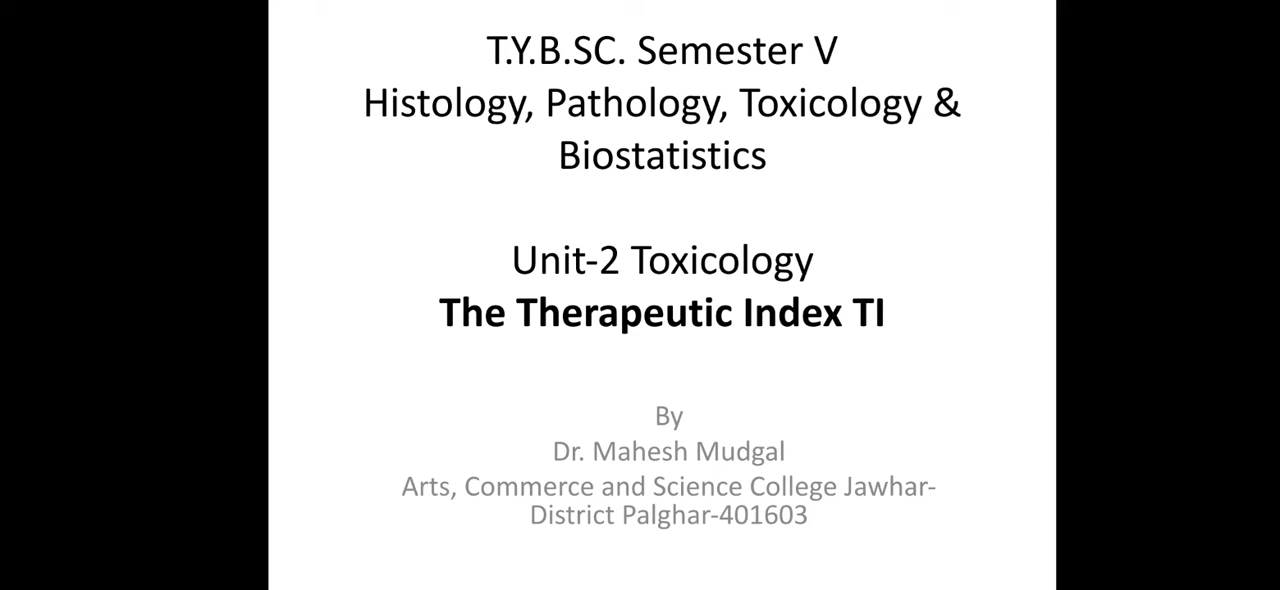 T.Y.B.SC. Semester V
Histology, Pathology, Toxicology &
Biostatistics
Unit-2 Toxicology
The Therapeutic Index TI
By
Dr. Mahesh Mudgal
Arts, Commerce and Science College Jawhar-
District Palghar-401603